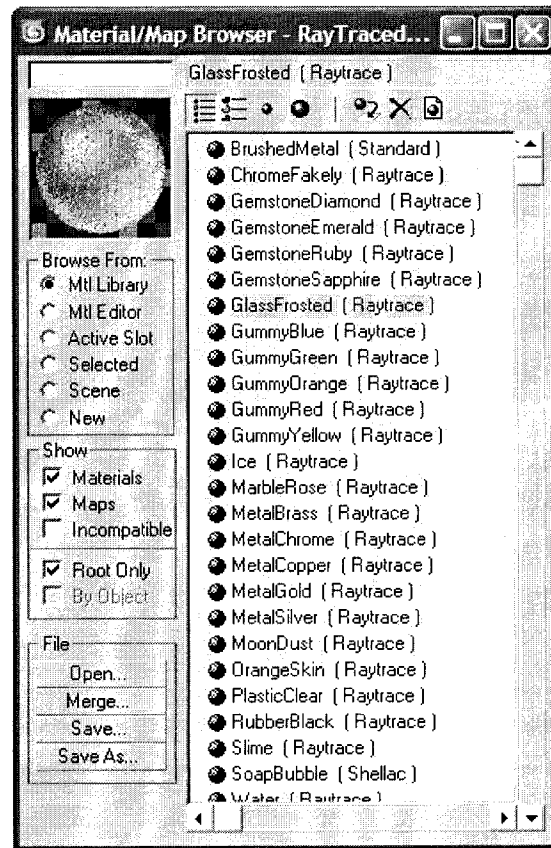 Material/Map Browser - RayTraced...
GlassFrosted ( Raytrace )
Browse From:
Mtl Library
Mtl Editor
Active Slot
Selected
Scene
New
Show
Materials
Maps
Incompatible
Root Only
By Object
File
Open...
Merge...
Save...
Save As...
BrushedMetal ( Standard )
ChromeFakely ( Raytrace )
GemstoneDiamond ( Raytrace )
GemstoneEmerald ( Raytrace )
GemstoneRuby ( Raytrace )
GemstoneSapphire ( Raytrace )
GlassFrosted ( Raytrace )
GummyBlue ( Raytrace )
GummyGreen ( Raytrace )
GummyOrange ( Raytrace )
GummyRed ( Raytrace )
GummyYellow ( Raytrace )
Ice ( Raytrace )
MarbleRose ( Raytrace )
MetalBrass ( Raytrace )
MetalChrome ( Raytrace )
MetalCopper ( Raytrace )
MetalGold ( Raytrace )
MetalSilver ( Raytrace )
MoonDust ( Raytrace )
OrangeSkin ( Raytrace )
PlasticClear ( Raytrace )
RubberBlack ( Raytrace )
Slime ( Raytrace )
SoapBubble ( Shellac )
Water ( Raytrace )